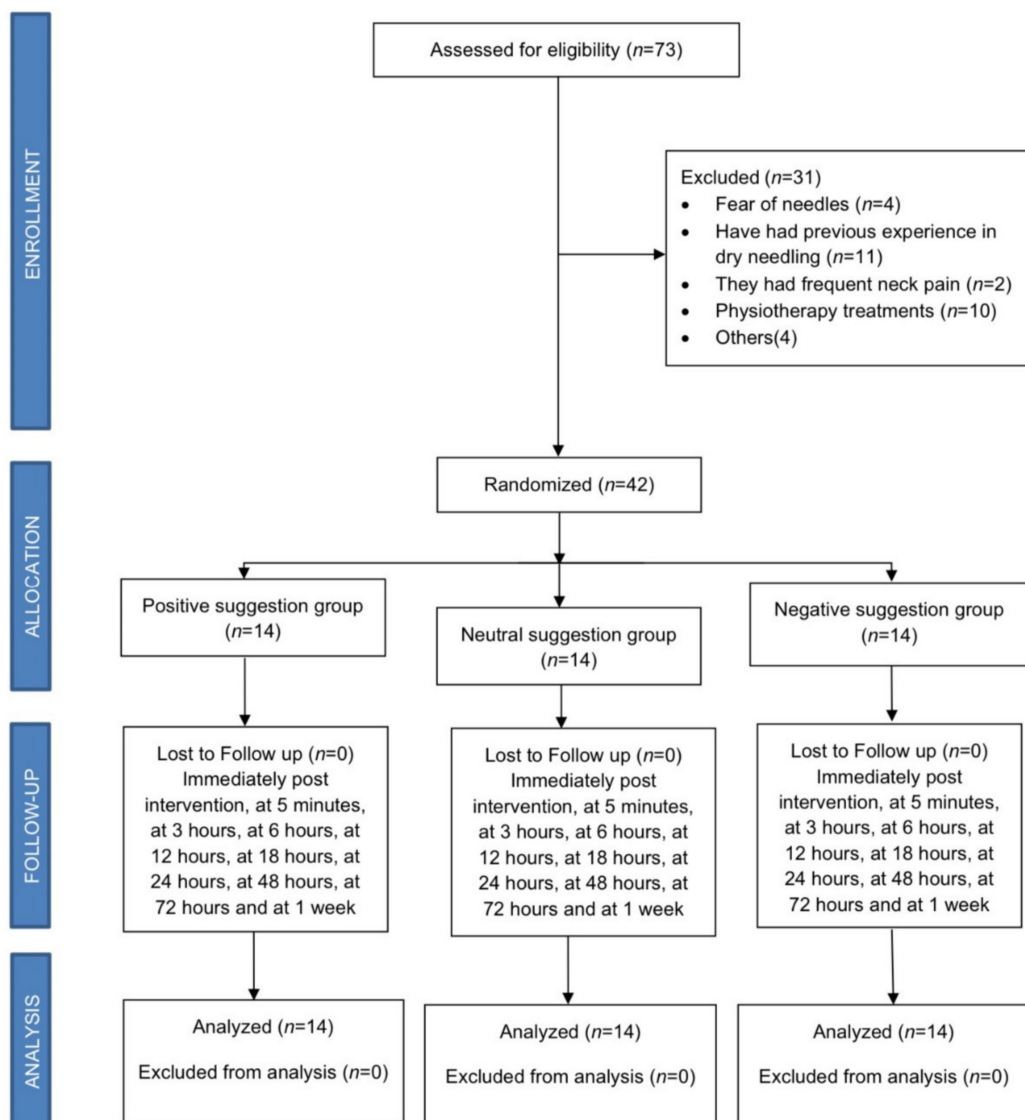 ENROLLMENT
Assessed for eligibility (n=73)
Excluded (n=31)
• Fear of needles (n=4)
• Have had previous experience in
dry needling (n=11)
• They had frequent neck pain (n=2)
• Physiotherapy treatments (n=10)
• Others(4)
ALLOCATION
Randomized (n=42)
Positive suggestion group
(n=14)
Neutral suggestion group
(n=14)
Negative suggestion group
(n=14)
FOLLOW-UP
Lost to Follow up (n=0)
Immediately post
intervention, at 5 minutes,
at 3 hours, at 6 hours, at
12 hours, at 18 hours, at
24 hours, at 48 hours, at
72 hours and at 1 week
Lost to Follow up (n=0)
Immediately post
intervention, at 5 minutes,
at 3 hours, at 6 hours, at
12 hours, at 18 hours, at
24 hours, at 48 hours, at
72 hours and at 1 week
Lost to Follow up (n=0)
Immediately post
intervention, at 5 minutes,
at 3 hours, at 6 hours, at
12 hours, at 18 hours, at
24 hours, at 48 hours, at
72 hours and at 1 week
ANALYSIS
Analyzed (n=14)
Excluded from analysis (n=0)
Analyzed (n=14)
Excluded from analysis (n=0)
Analyzed (n=14)
Excluded from analysis (n=0)